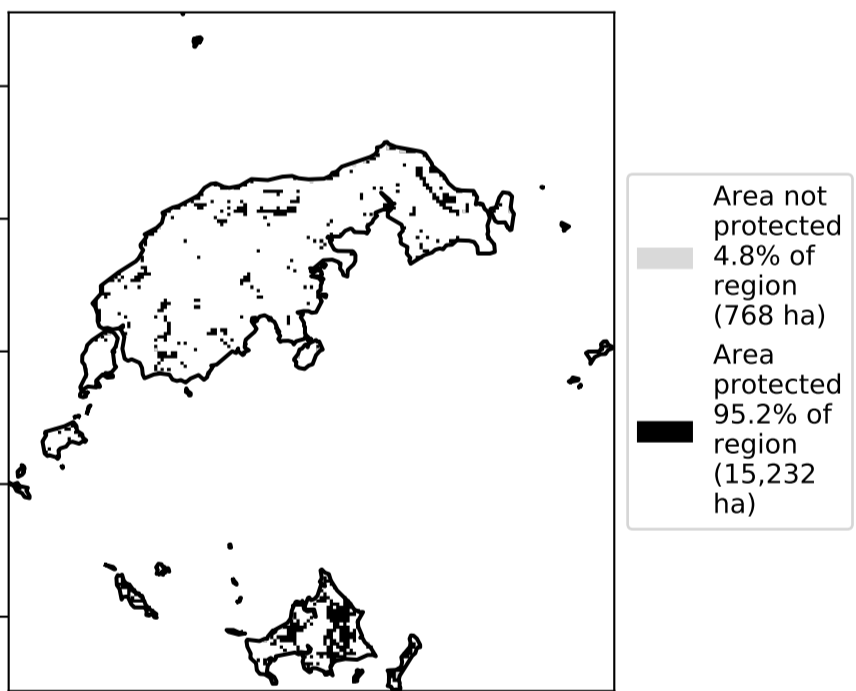 Area not
protected
4.8% of
region
(768 ha)
Area
protected
95.2% of
region
(15,232
ha)